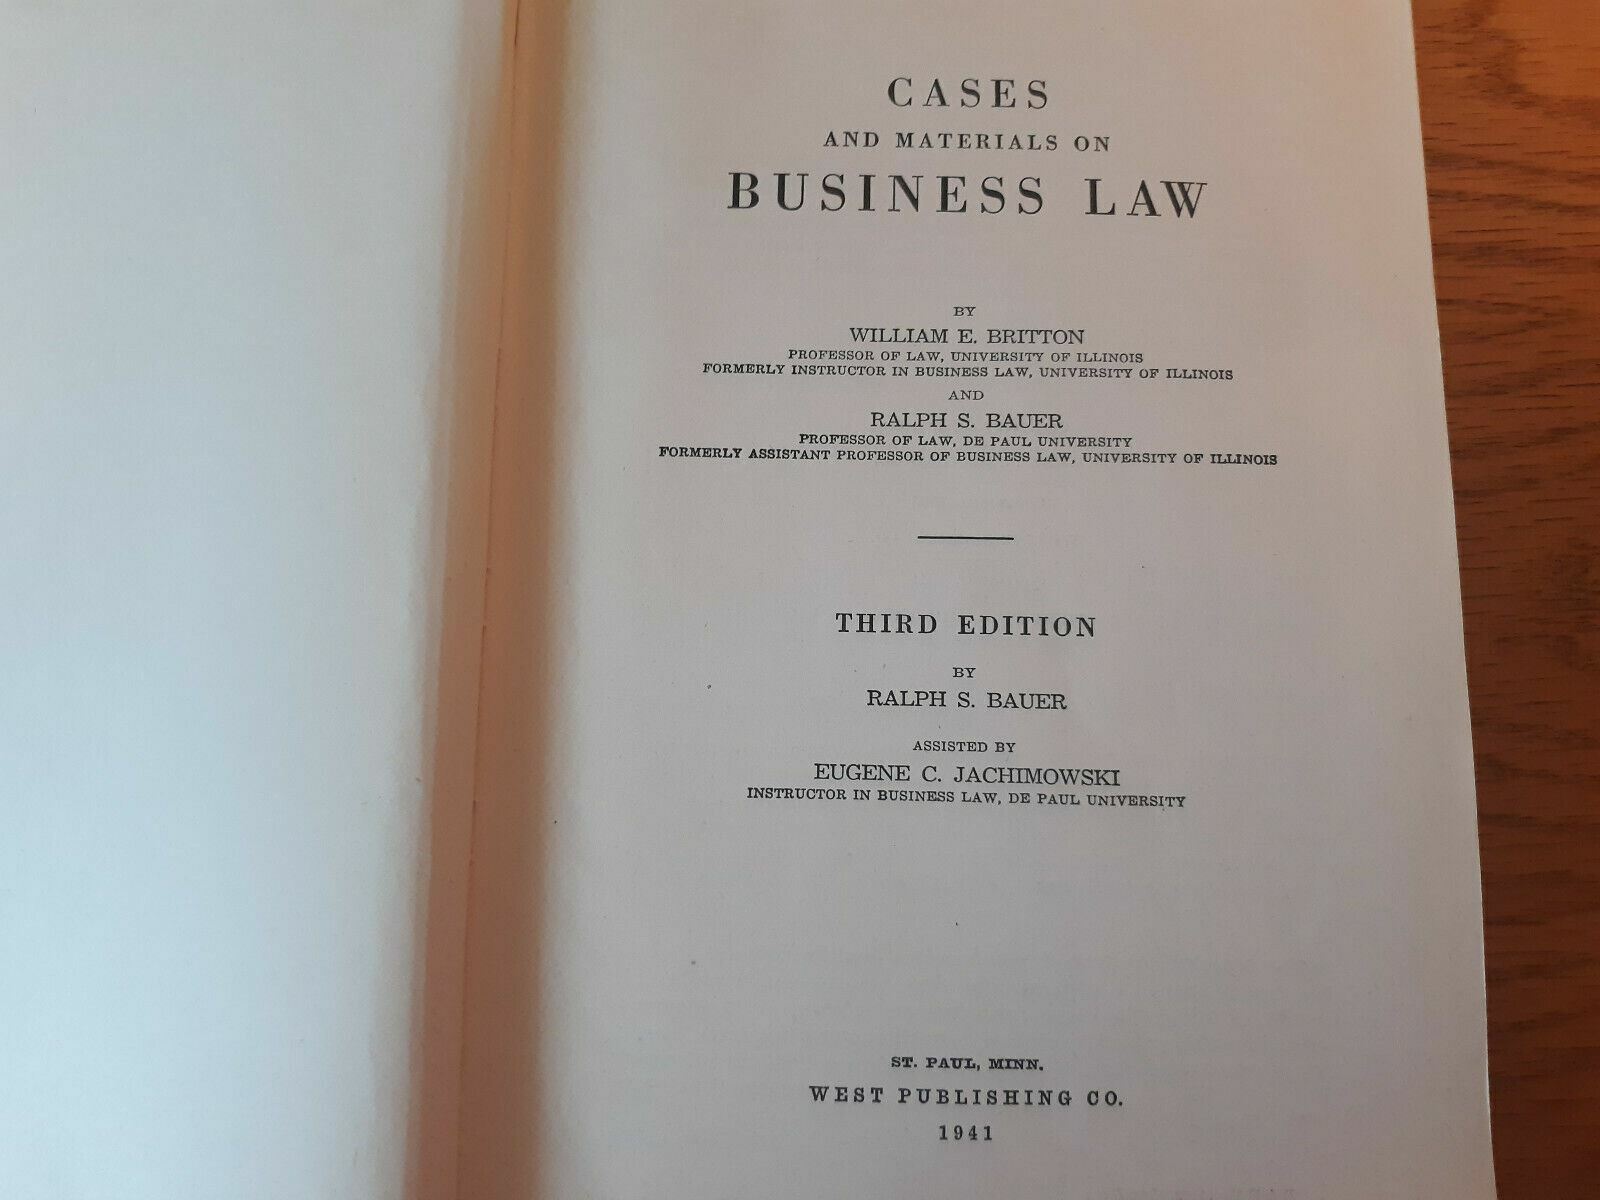 CASES
AND MATERIALS ON
BUSINESS LAW
BY
WILLIAM E. BRITTON
PROFESSOR OF LAW, UNIVERSITY OF ILLINOIS
FORMERLY INSTRUCTOR IN BUSINESS LAW, UNIVERSITY OF ILLINOIS
AND
RALPH S. BAUER
PROFESSOR OF LAW, DE PAUL UNIVERSITY
FORMERLY ASSISTANT PROFESSOR OF BUSINESS LAW, UNIVERSITY OF ILLINOIS
THIRD EDITION
BY
RALPH S. BAUER
ASSISTED BY
EUGENE C. JACHIMOWSKI
INSTRUCTOR IN BUSINESS LAW, DE PAUL UNIVERSITY
ST. PAUL, MINN.
WEST PUBLISHING CO.
1941